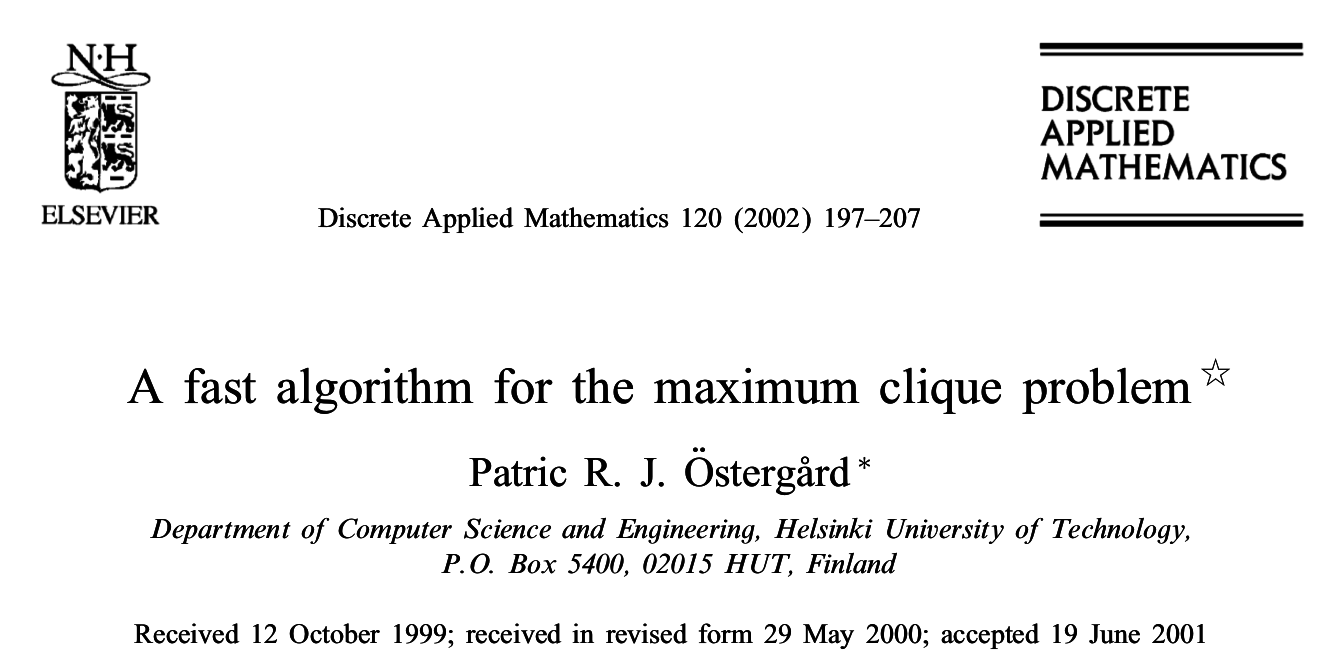 N·H
ELSEVIER
Discrete Applied Mathematics 120 (2002) 197–207
DISCRETE
APPLIED
MATHEMATICS
A fast algorithm for the maximum clique problem ☆
Patric R. J. Östergård *
Department of Computer Science and Engineering, Helsinki University of Technology,
P.O. Box 5400, 02015 HUT, Finland
Received 12 October 1999; received in revised form 29 May 2000; accepted 19 June 2001